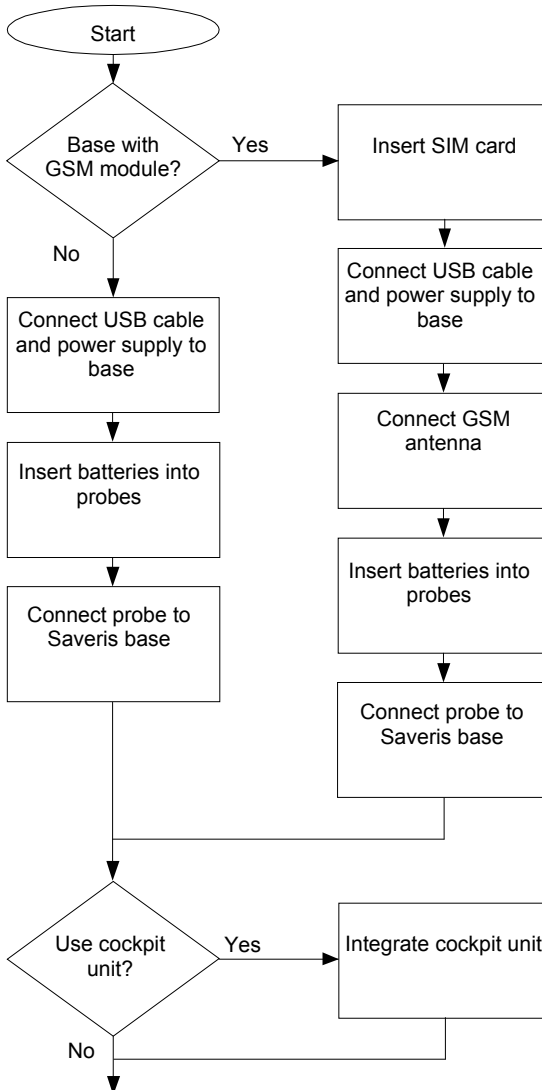 Start
Base with
GSM module?
Yes
Insert SIM card
No
Connect USB cable
and power supply to
base
Connect USB cable
and power supply to
base
Insert batteries into
probes
Connect GSM
antenna
Connect probe to
Saveris base
Insert batteries into
probes
Connect probe to
Saveris base
Use cockpit
unit?
Yes
Integrate cockpit unit
No